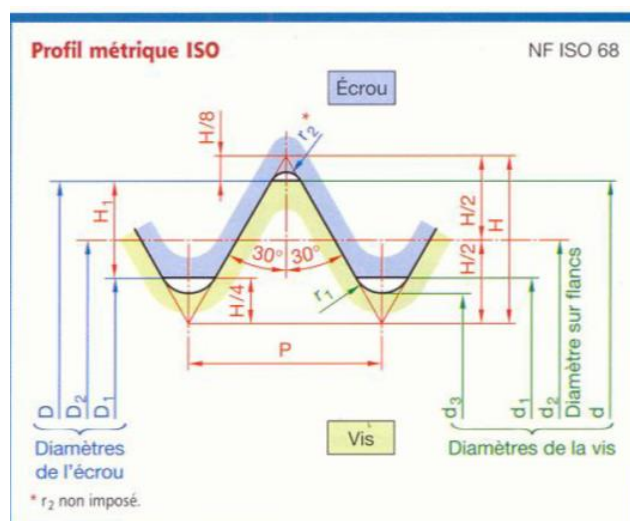 Profil métrique ISO
NF ISO 68
Écrou
H/8
r₂*
H₁
H/2
H
30° 30°
H/2
H/4
r₁
P
D
D₂
D₁
d₃
d₁
d₂
Diamètre sur flancs
d
Diamètres
de l'écrou
Vis
Diamètres de la vis
* r₂ non imposé.